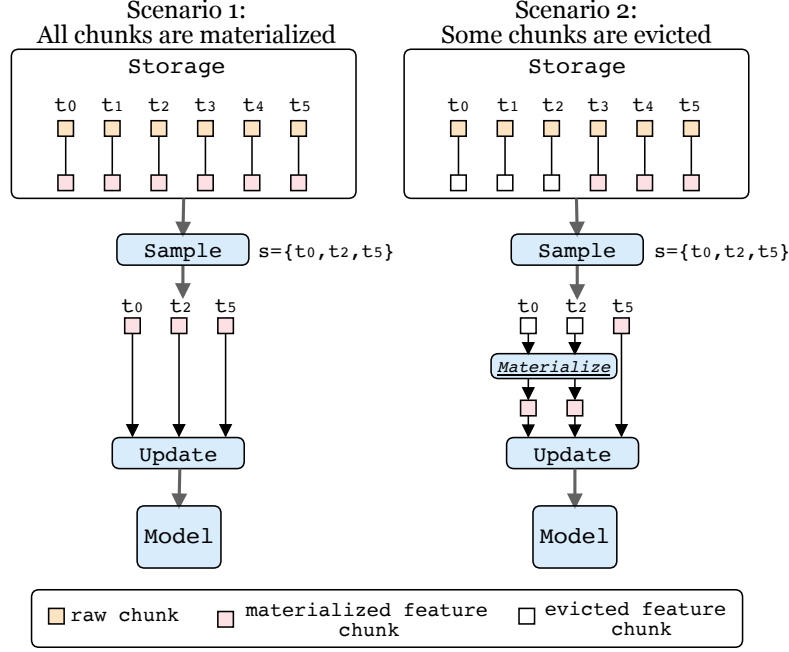 Scenario 1:
All chunks are materialized
Storage
t0 t1 t2 t3 t4 t5
Sample
s={t0,t2,t5}
t0 t2 t5
Update
Model
Scenario 2:
Some chunks are evicted
Storage
t0 t1 t2 t3 t4 t5
Sample
s={t0,t2,t5}
t0 t2 t5
Materialize
Update
Model
raw chunk
materialized feature
chunk
evicted feature
chunk